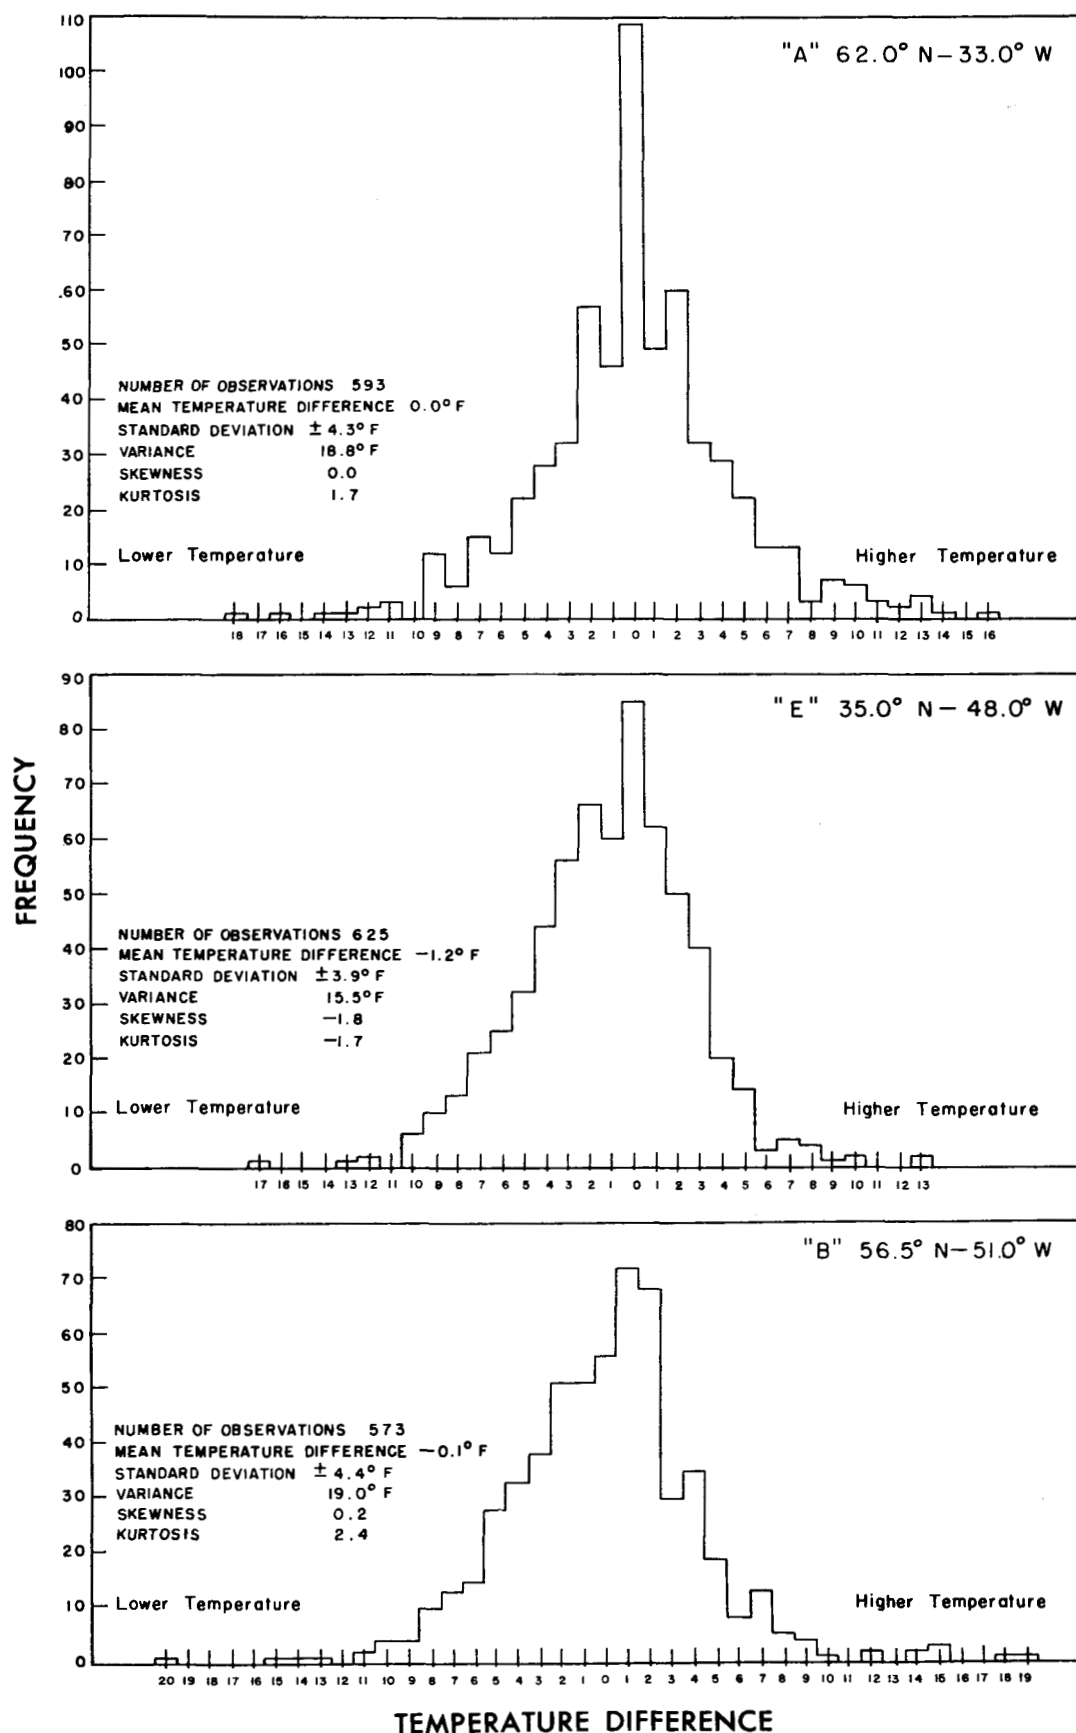 110
"A" 62.0° N–33.0° W
100
90
80
70
60
50
NUMBER OF OBSERVATIONS 593
MEAN TEMPERATURE DIFFERENCE 0.0° F
40
STANDARD DEVIATION ± 4.3° F
VARIANCE 18.8° F
30
SKEWNESS 0.0
KURTOSIS 1.7
20
Lower Temperature Higher Temperature
10
0
18 17 16 15 14 13 12 11 10 9 8 7 6 5 4 3 2 1 0 1 2 3 4 5 6 7 8 9 10 11 12 13 14 15 16
90
"E" 35.0° N – 48.0° W
80
70
60
50
NUMBER OF OBSERVATIONS 625
40
MEAN TEMPERATURE DIFFERENCE –1.2° F
STANDARD DEVIATION ±3.9° F
VARIANCE 15.5° F
30
SKEWNESS –1.8
KURTOSIS –1.7
20
10
Lower Temperature Higher Temperature
0
17 16 15 14 13 12 11 10 9 8 7 6 5 4 3 2 1 0 1 2 3 4 5 6 7 8 9 10 11 12 13
FREQUENCY
80
"B" 56.5° N–51.0° W
70
60
50
NUMBER OF OBSERVATIONS 573
40
MEAN TEMPERATURE DIFFERENCE –0.1° F
STANDARD DEVIATION ± 4.4° F
VARIANCE 19.0° F
30
SKEWNESS 0.2
KURTOSIS 2.4
20
10
Lower Temperature Higher Temperature
0
20 19 18 17 16 15 14 13 12 11 10 9 8 7 6 5 4 3 2 1 0 1 2 3 4 5 6 7 8 9 10 11 12 13 14 15 16 17 18 19
TEMPERATURE DIFFERENCE